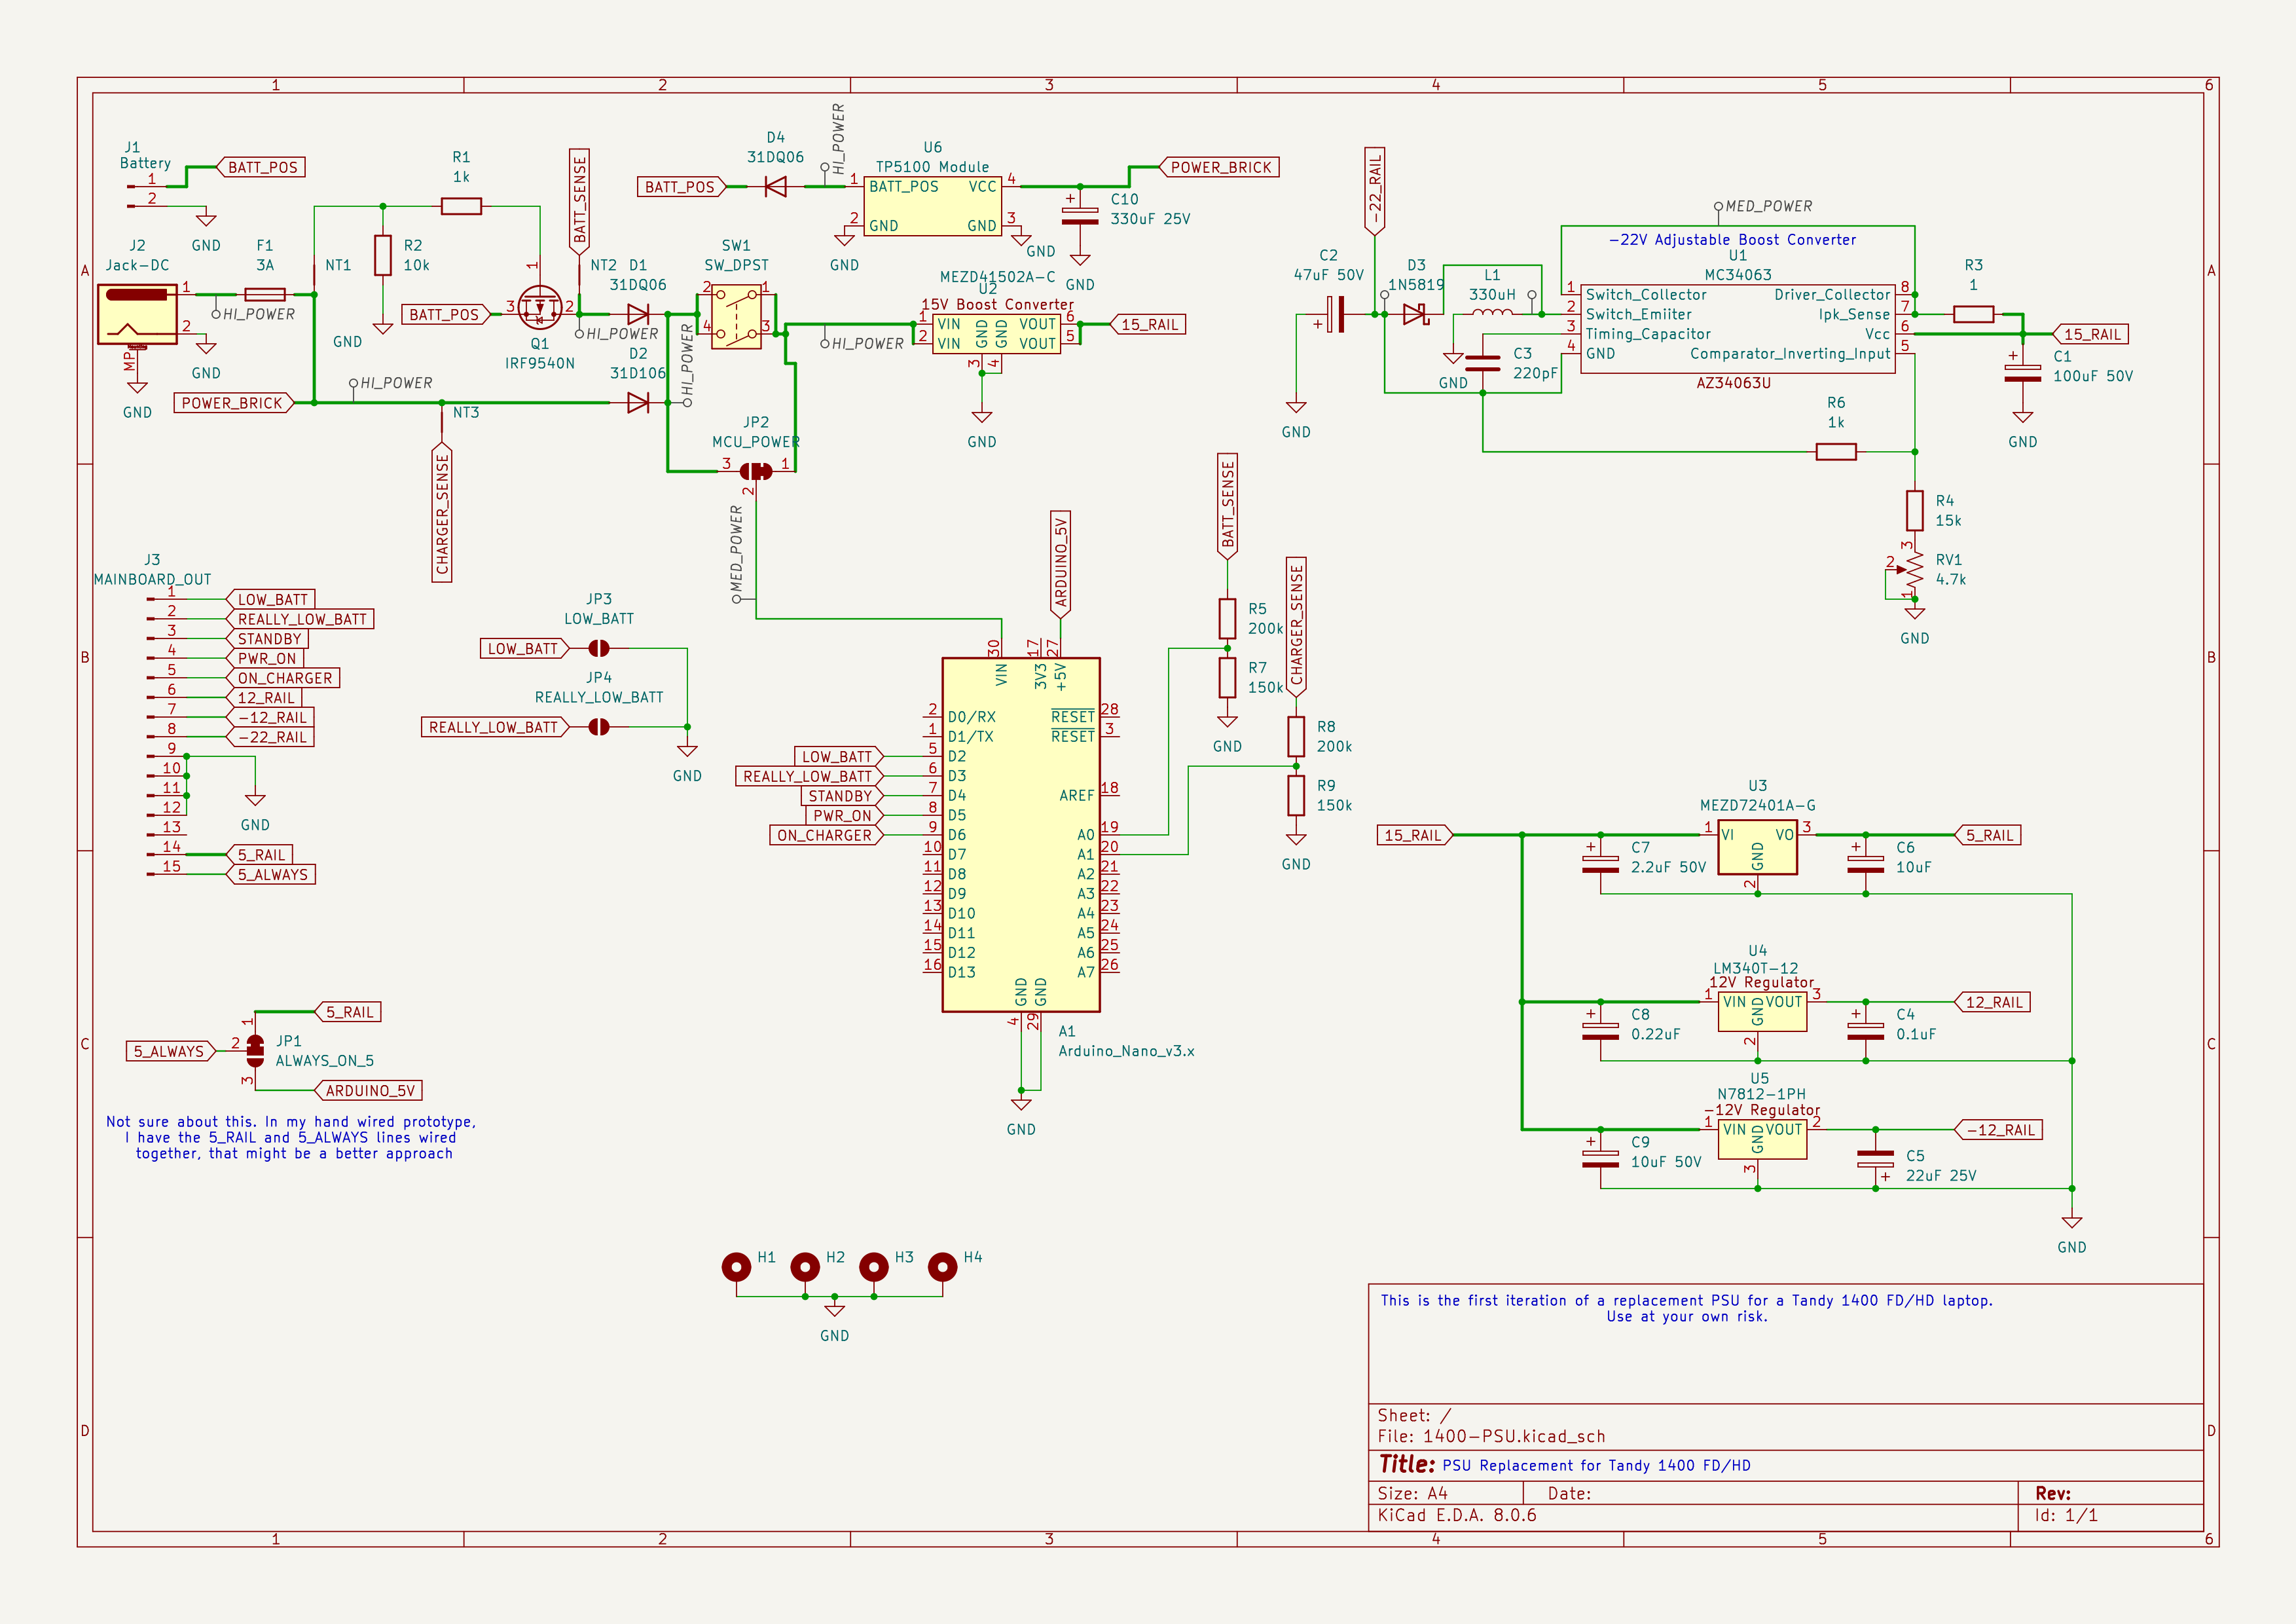 1 2 3 4 5 6
A
B
C
D
J1
Battery
1
2
BATT_POS
GND
J2
Jack-DC
1
2
MP
GND
GND
F1
3A
HI_POWER
NT1
R1
1k
R2
10k
GND
BATT_POS
3
1
2
Q1
IRF9540N
BATT_SENSE
NT2
HI_POWER
D1
31DQ06
D2
31D106
HI_POWER
POWER_BRICK
HI_POWER
NT3
CHARGER_SENSE
SW1
SW_DPST
2
1
4
3
HI_POWER
JP2
MCU_POWER
3
1
2
MED_POWER
BATT_POS
D4
31DQ06
HI_POWER
U6
TP5100 Module
1
BATT_POS
VCC
4
2
GND
GND
3
GND
GND
C10
330uF 25V
GND
POWER_BRICK
MEZD41502A-C
U2
15V Boost Converter
1
VIN
VOUT
6
2
VIN
VOUT
5
GND
GND
3
4
GND
15_RAIL
-22_RAIL
C2
47uF 50V
GND
D3
1N5819
L1
330uH
GND
C3
220pF
MED_POWER
-22V Adjustable Boost Converter
U1
MC34063
1
Switch_Collector
Driver_Collector
8
2
Switch_Emiiter
Ipk_Sense
7
3
Timing_Capacitor
Vcc
6
4
GND
Comparator_Inverting_Input
5
AZ34063U
R3
1
15_RAIL
C1
100uF 50V
GND
R6
1k
R4
15k
3
2
1
RV1
4.7k
GND
J3
MAINBOARD_OUT
1
LOW_BATT
2
REALLY_LOW_BATT
3
STANDBY
4
PWR_ON
5
ON_CHARGER
6
12_RAIL
7
-12_RAIL
8
-22_RAIL
9
10
11
12
13
14
5_RAIL
15
5_ALWAYS
GND
JP3
LOW_BATT
LOW_BATT
JP4
REALLY_LOW_BATT
REALLY_LOW_BATT
GND
ARDUINO_5V
30
17
27
VIN
3V3
+5V
2
D0/RX
RESET
28
1
D1/TX
RESET
3
LOW_BATT
5
D2
REALLY_LOW_BATT
6
D3
STANDBY
7
D4
AREF
18
PWR_ON
8
D5
ON_CHARGER
9
D6
A0
19
10
D7
A1
20
11
D8
A2
21
12
D9
A3
22
13
D10
A4
23
14
D11
A5
24
15
D12
A6
25
16
D13
A7
26
GND
GND
4
29
A1
Arduino_Nano_v3.x
GND
BATT_SENSE
R5
200k
R7
150k
GND
CHARGER_SENSE
R8
200k
R9
150k
GND
15_RAIL
C7
2.2uF 50V
U3
MEZD72401A-G
1
VI
VO
3
GND
2
C6
10uF
5_RAIL
C8
0.22uF
U4
LM340T-12
12V Regulator
1
VIN
VOUT
3
GND
2
C4
0.1uF
12_RAIL
C9
10uF 50V
U5
N7812-1PH
-12V Regulator
1
VIN
VOUT
2
GND
3
C5
22uF 25V
-12_RAIL
GND
5_RAIL
1
5_ALWAYS
2
JP1
ALWAYS_ON_5
3
ARDUINO_5V
Not sure about this. In my hand wired prototype,
I have the 5_RAIL and 5_ALWAYS lines wired
together, that might be a better approach
H1
H2
H3
H4
GND
This is the first iteration of a replacement PSU for a Tandy 1400 FD/HD laptop.
Use at your own risk.
Sheet: /
File: 1400-PSU.kicad_sch
Title: PSU Replacement for Tandy 1400 FD/HD
Size: A4
Date:
Rev:
KiCad E.D.A. 8.0.6
Id: 1/1
A
B
C
D
1 2 3 4 5 6